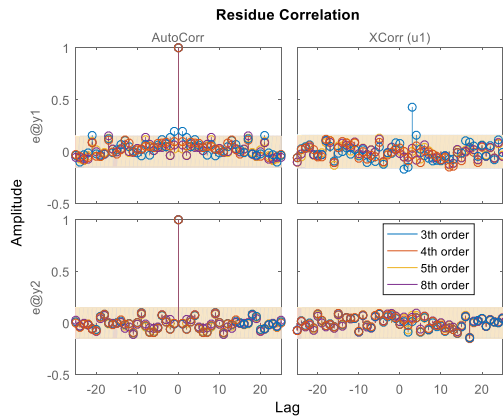 Residue Correlation
AutoCorr
XCorr (u1)
1
0.5
0
-0.5
e@y1
1
0.5
0
-0.5
e@y2
Amplitude
3th order
4th order
5th order
8th order
-20 -10 0 10 20
-20 -10 0 10 20
Lag